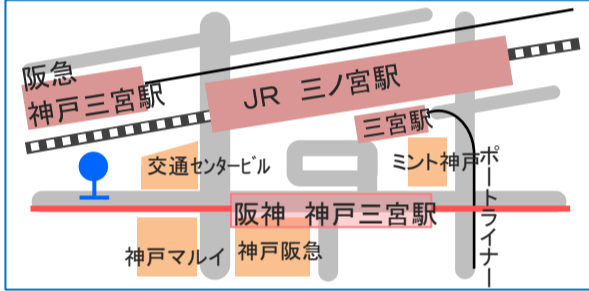 阪急
神戸三宮駅
JR 三ノ宮駅
三宮駅
交通センタービル
ミント神戸
ポートライナー
阪神 神戸三宮駅
神戸マルイ
神戸阪急